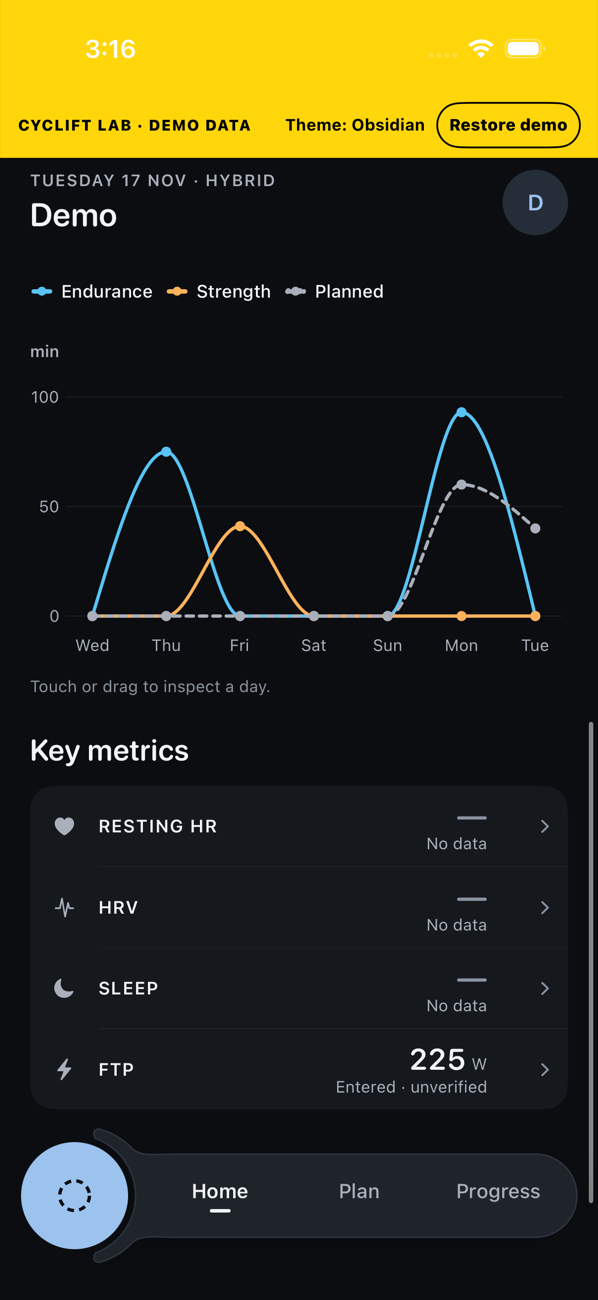 3:16
CYCLIFT LAB · DEMO DATA Theme: Obsidian Restore demo
TUESDAY 17 NOV · HYBRID
Demo
D
Endurance Strength Planned
min
100
50
0
Wed Thu Fri Sat Sun Mon Tue
Touch or drag to inspect a day.
Key metrics
RESTING HR
No data
HRV
No data
SLEEP
No data
FTP 225 W
Entered · unverified
Home Plan Progress